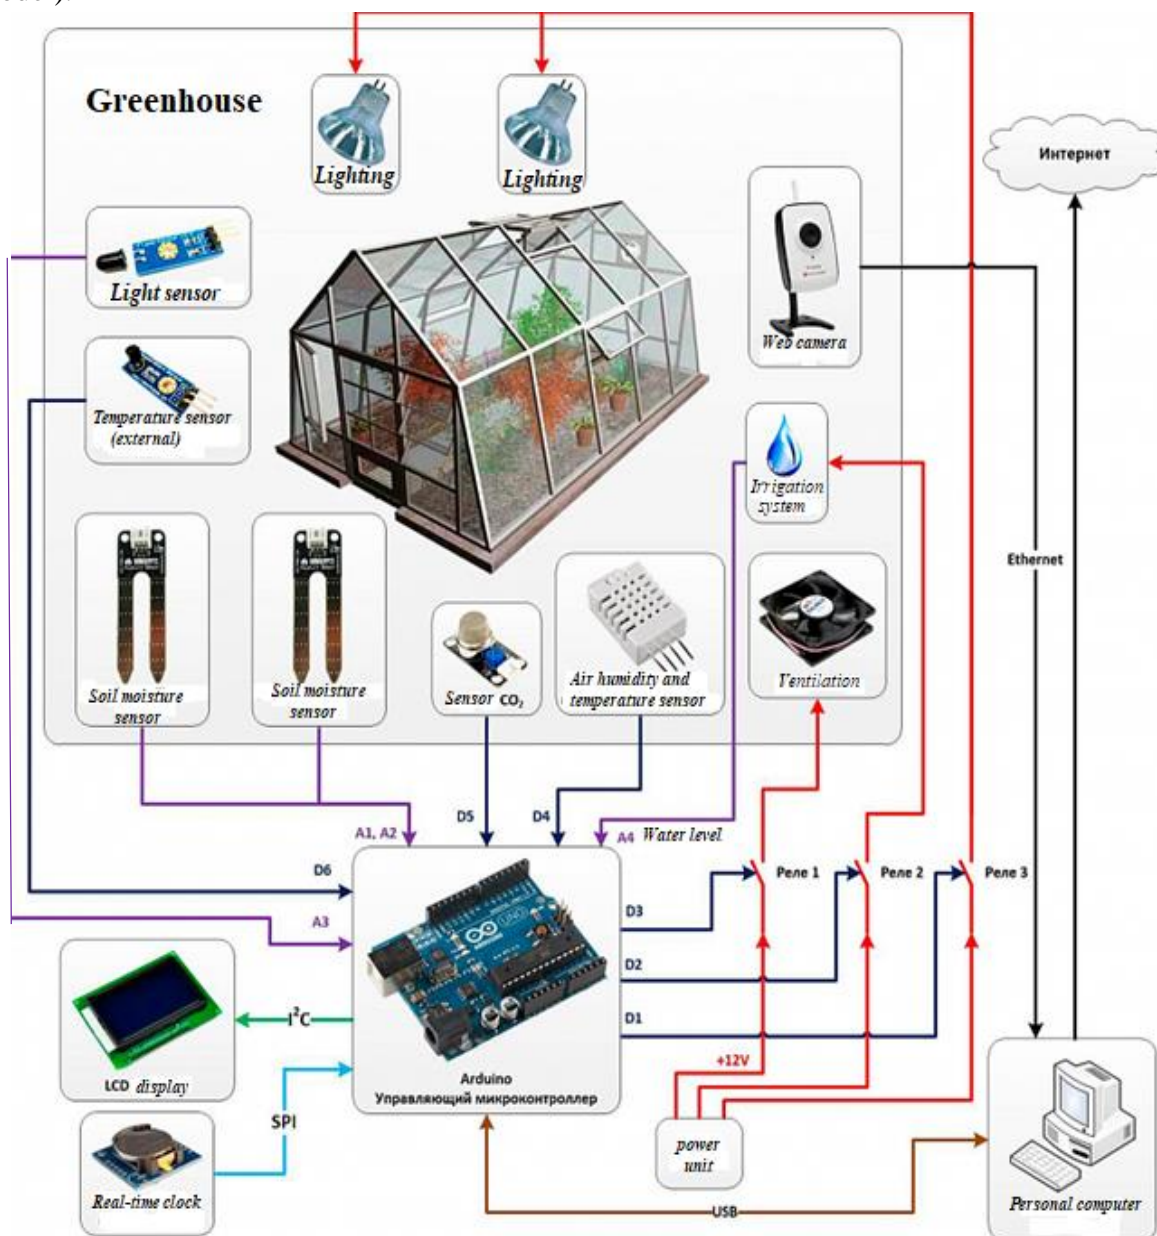 Greenhouse
Lighting
Lighting
Интернет
Light sensor
Web camera
Temperature sensor
(external)
Irrigation
system
Ethernet
Soil moisture
sensor
Soil moisture
sensor
Sensor CO₂
Air humidity and
temperature sensor
Ventilation
A1, A2
D5
D4
A4 Water level
D6
Реле 1
Реле 2
Реле 3
A3
D3
D2
D1
I²C
+12V
LCD display
Arduino
Управляющий микроконтроллер
SPI
power
unit
Real-time clock
USB
Personal computer